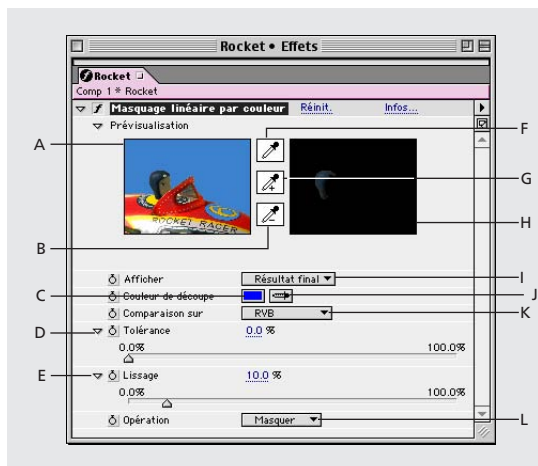 Rocket • Effets
Rocket
Comp 1 * Rocket
Masquage linéaire par couleur Réinit. Infos...
Prévisualisation
A
F
G
H
B
ROCKET RACER
Afficher Résultat final
I
C
Couleur de découpe
J
Comparaison sur RVB
K
D
Tolérance 0.0 %
0.0% 100.0%
E
Lissage 10.0 %
0.0% 100.0%
Opération Masquer
L